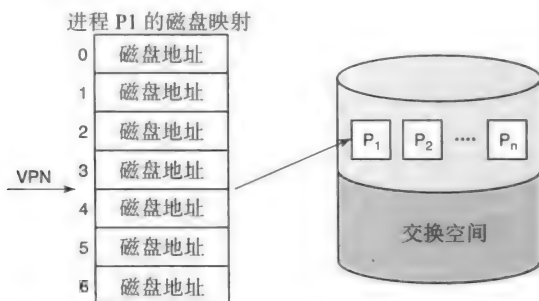 进程 P1 的磁盘映射
0 磁盘地址
1 磁盘地址
2 磁盘地址
VPN 3 磁盘地址
4 磁盘地址
5 磁盘地址
6 磁盘地址
P₁ P₂ ···· Pₙ
交换空间